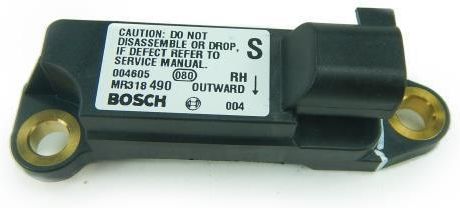 CAUTION: DO NOT
DISASSEMBLE OR DROP,
IF DEFECT REFER TO
SERVICE MANUAL.
S
004605 080 RH
MR318 490 OUTWARD ↓
BOSCH 004